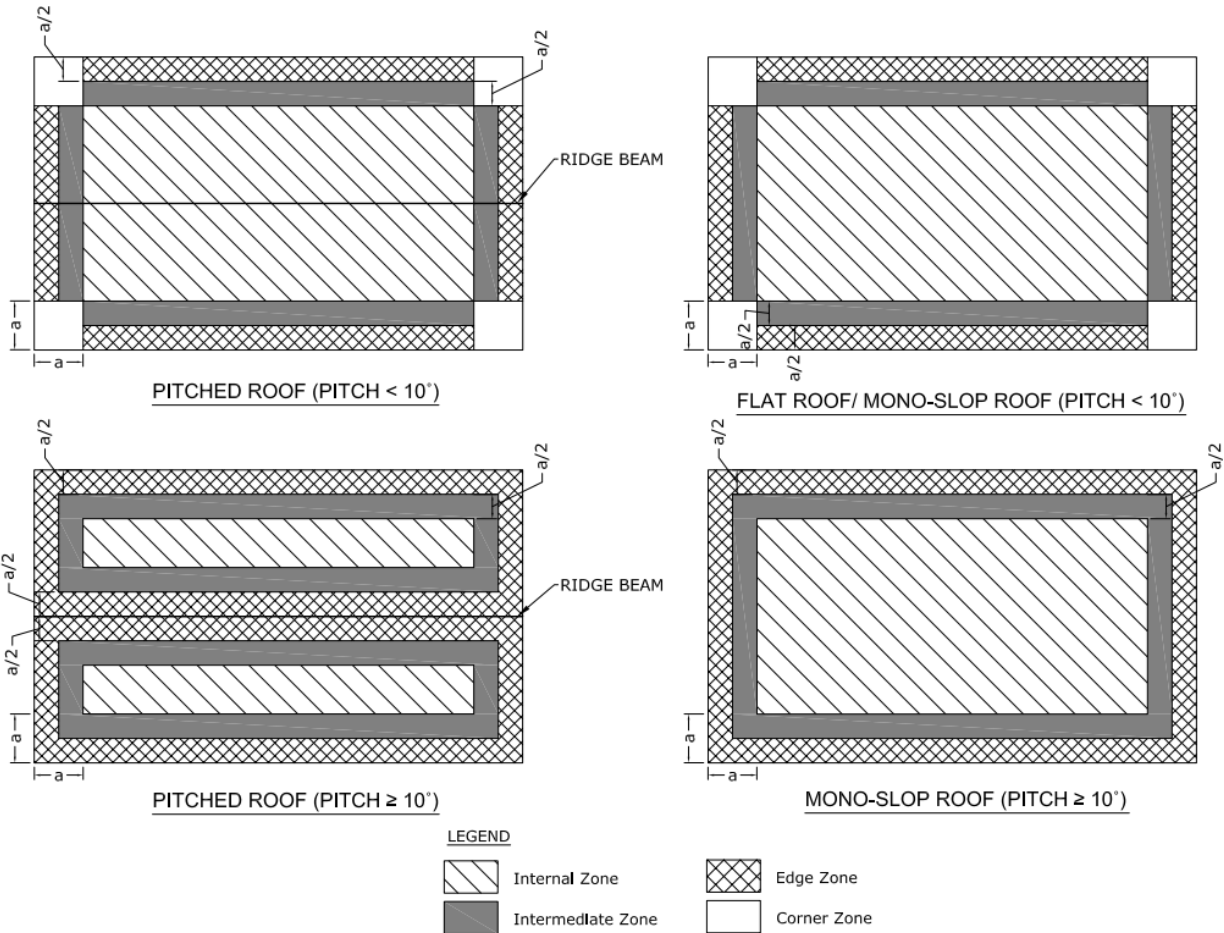 a/2
a/2
RIDGE BEAM
a
a
PITCHED ROOF (PITCH < 10°)
a
a
a/2
a/2
FLAT ROOF/ MONO-SLOP ROOF (PITCH < 10°)
a/2
a/2
a/2
a/2
RIDGE BEAM
a
a
PITCHED ROOF (PITCH ≥ 10°)
a/2
a/2
a
a
MONO-SLOP ROOF (PITCH ≥ 10°)
LEGEND
Internal Zone
Edge Zone
Intermediate Zone
Corner Zone